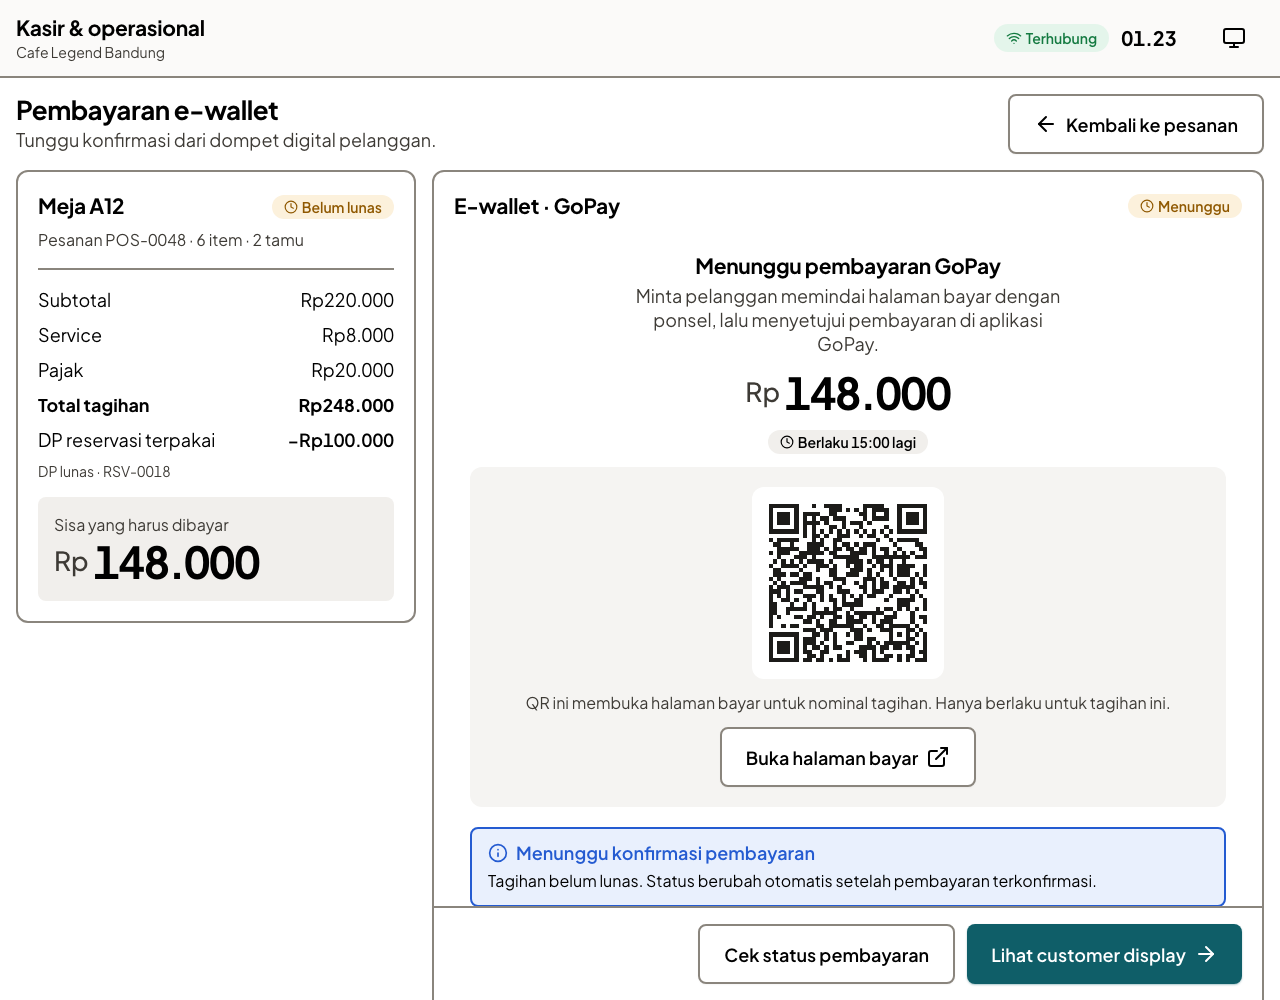 Kasir & operasional
Cafe Legend Bandung
Terhubung
01.23
Pembayaran e-wallet
Tunggu konfirmasi dari dompet digital pelanggan.
Kembali ke pesanan
Meja A12
Belum lunas
Pesanan POS-0048 · 6 item · 2 tamu
Subtotal Rp220.000
Service Rp8.000
Pajak Rp20.000
Total tagihan Rp248.000
DP reservasi terpakai −Rp100.000
DP lunas · RSV-0018
Sisa yang harus dibayar
Rp 148.000
E-wallet · GoPay
Menunggu
Menunggu pembayaran GoPay
Minta pelanggan memindai halaman bayar dengan
ponsel, lalu menyetujui pembayaran di aplikasi
GoPay.
Rp 148.000
Berlaku 15:00 lagi
QR ini membuka halaman bayar untuk nominal tagihan. Hanya berlaku untuk tagihan ini.
Buka halaman bayar
Menunggu konfirmasi pembayaran
Tagihan belum lunas. Status berubah otomatis setelah pembayaran terkonfirmasi.
Cek status pembayaran
Lihat customer display